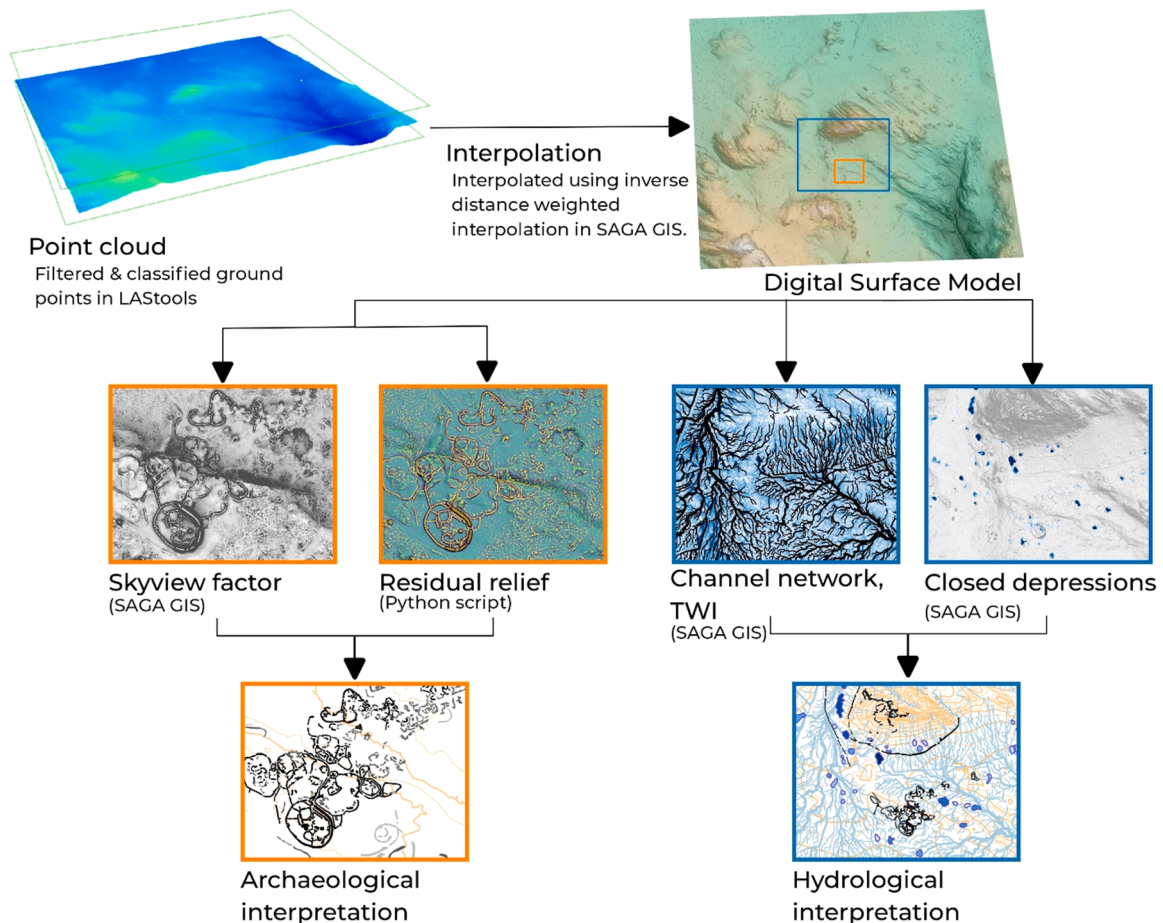 Interpolation
Interpolated using inverse
distance weighted
interpolation in SAGA GIS.
Point cloud
Filtered & classified ground
points in LAStools
Digital Surface Model
Skyview factor
(SAGA GIS)
Residual relief
(Python script)
Channel network,
TWI
(SAGA GIS)
Closed depressions
(SAGA GIS)
Archaeological
interpretation
Hydrological
interpretation